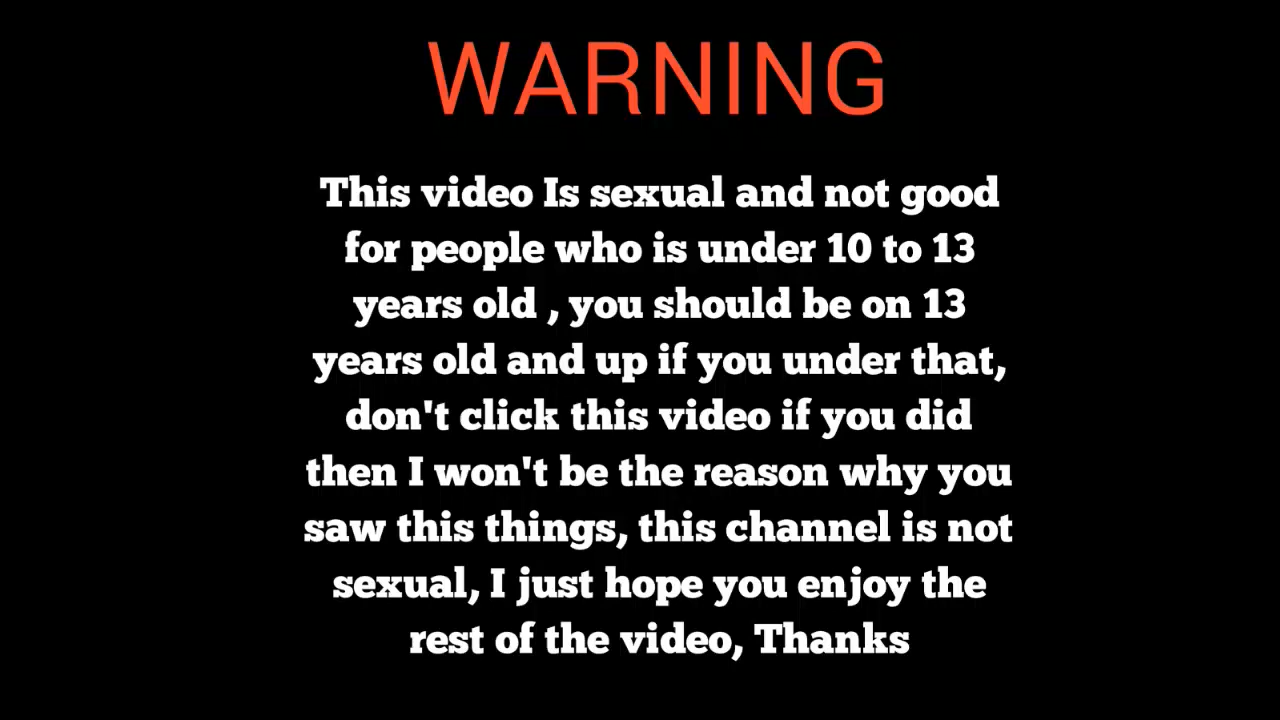 WARNING
This video Is sexual and not good
for people who is under 10 to 13
years old , you should be on 13
years old and up if you under that,
don't click this video if you did
then I won't be the reason why you
saw this things, this channel is not
sexual, I just hope you enjoy the
rest of the video, Thanks